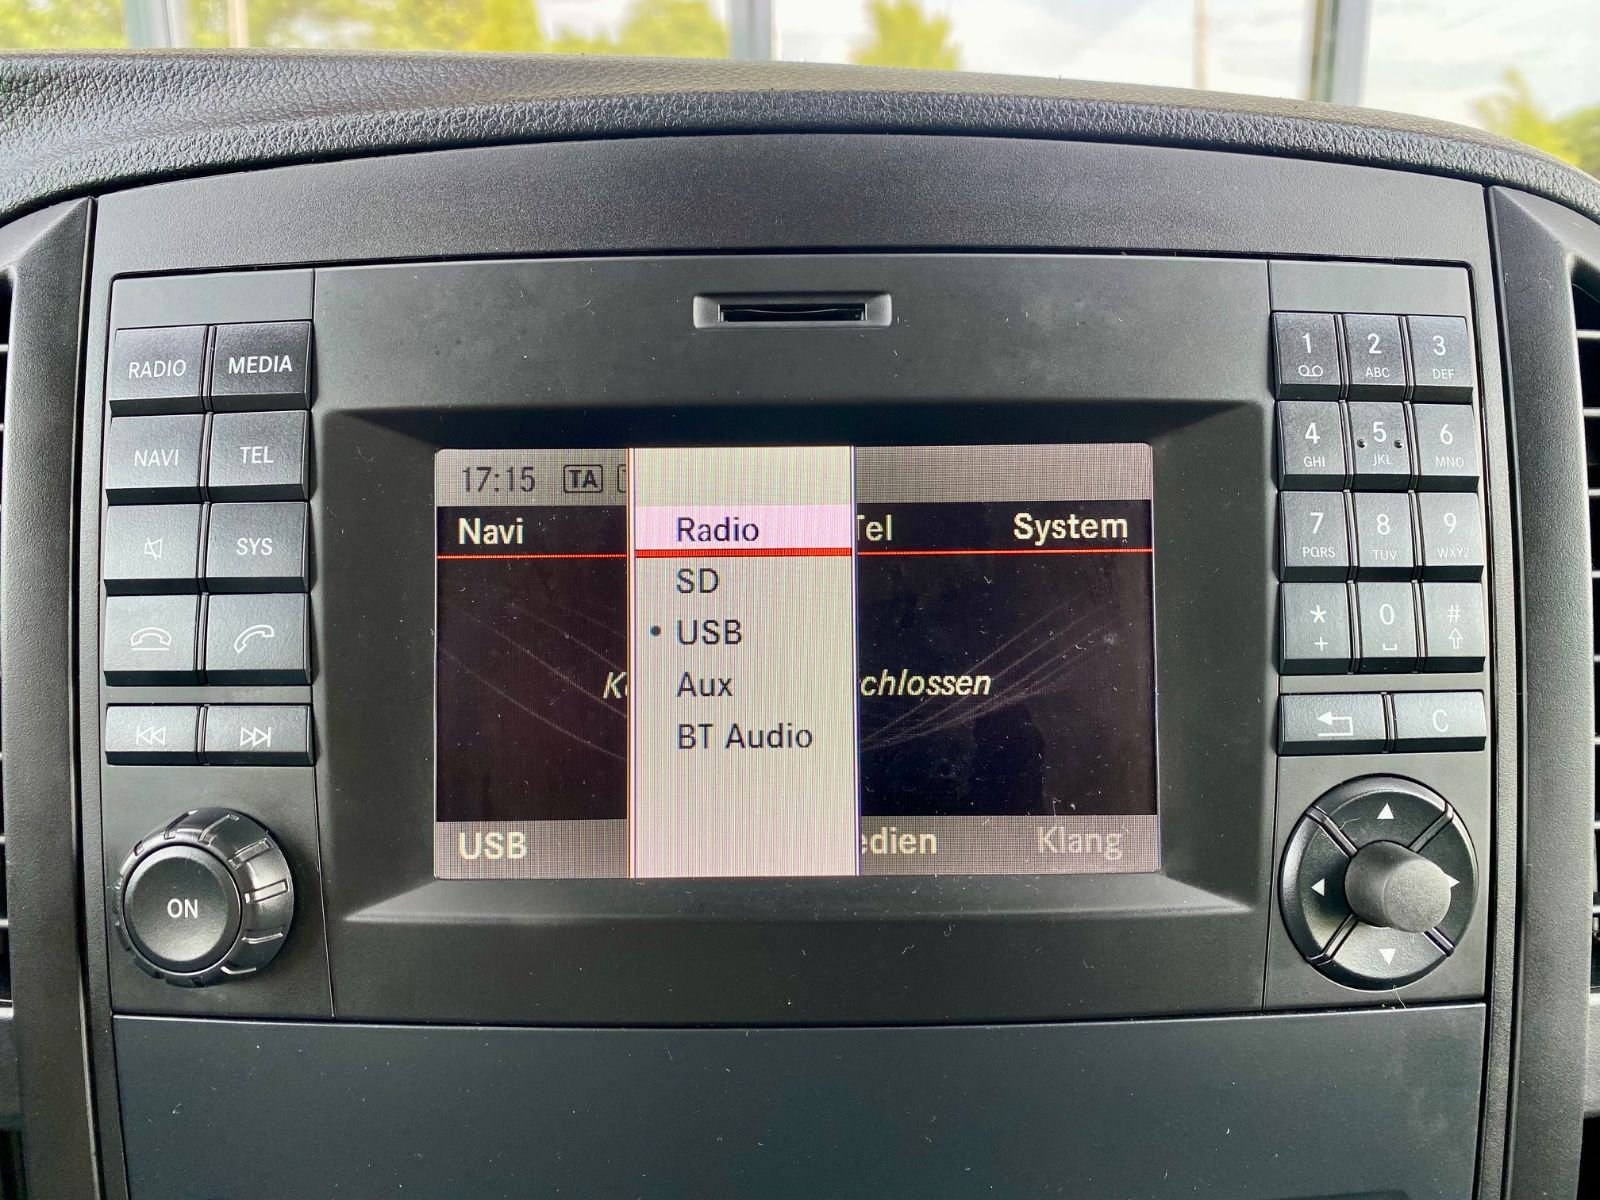 RADIO MEDIA
NAVI TEL
SYS
ON
17:15 TA
Navi Radio Tel System
SD
USB
Aux
BT Audio
chlossen
USB edien Klang
1 2 3
ABC DEF
4 5 6
GHI JKL MNO
7 8 9
PQRS TUV WXYZ
* 0 #
+
C